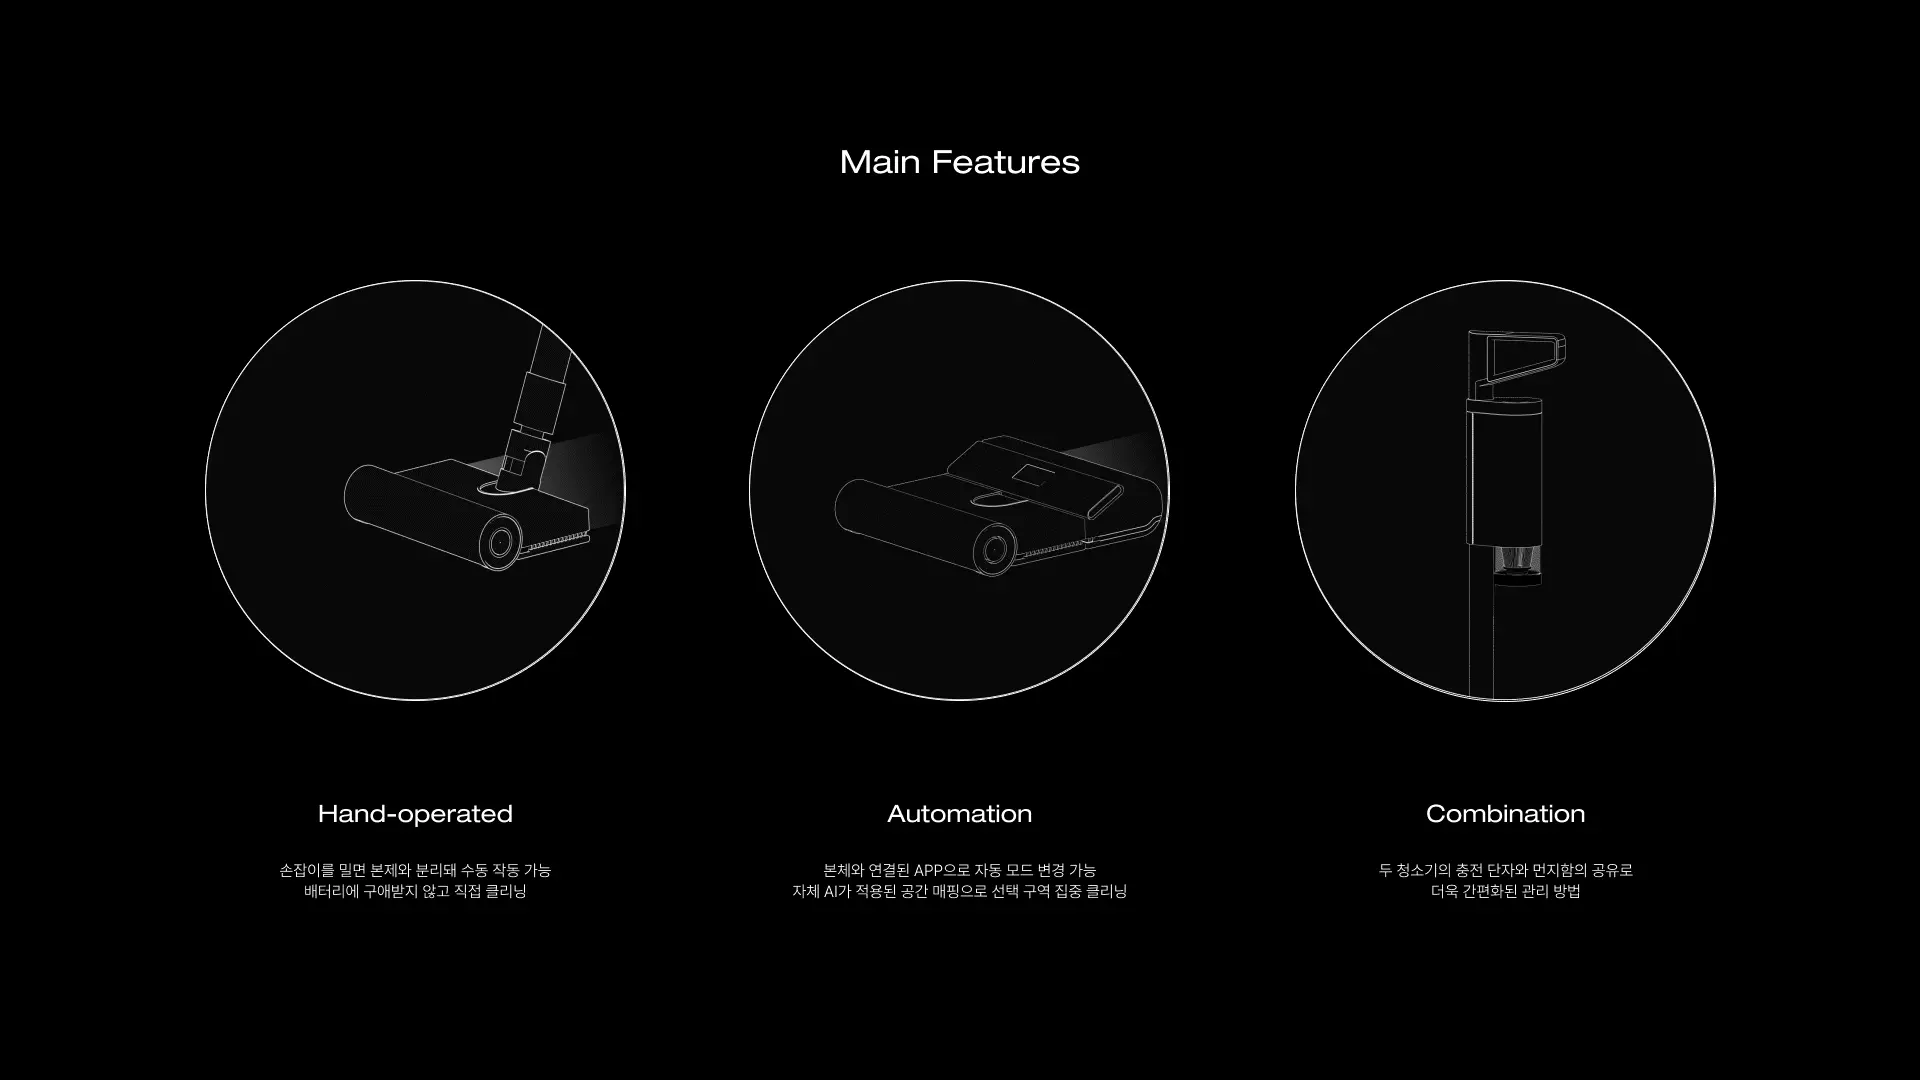 Main Features
Hand-operated
손잡이를 밀면 본제와 분리돼 수동 작동 가능
배터리에 구애받지 않고 직접 클리닝
Automation
본체와 연결된 APP으로 자동 모드 변경 가능
자체 AI가 적용된 공간 매핑으로 선택 구역 집중 클리닝
Combination
두 청소기의 충전 단자와 먼지함의 공유로
더욱 간편화된 관리 방법